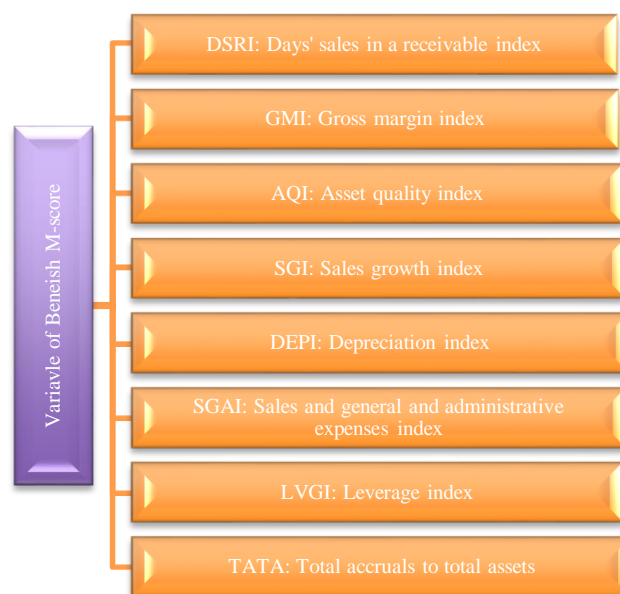 Variavle of Beneish M-score
DSRI: Days' sales in a receivable index
GMI: Gross margin index
AQI: Asset quality index
SGI: Sales growth index
DEPI: Depreciation index
SGAI: Sales and general and administrative
expenses index
LVGI: Leverage index
TATA: Total accruals to total assets